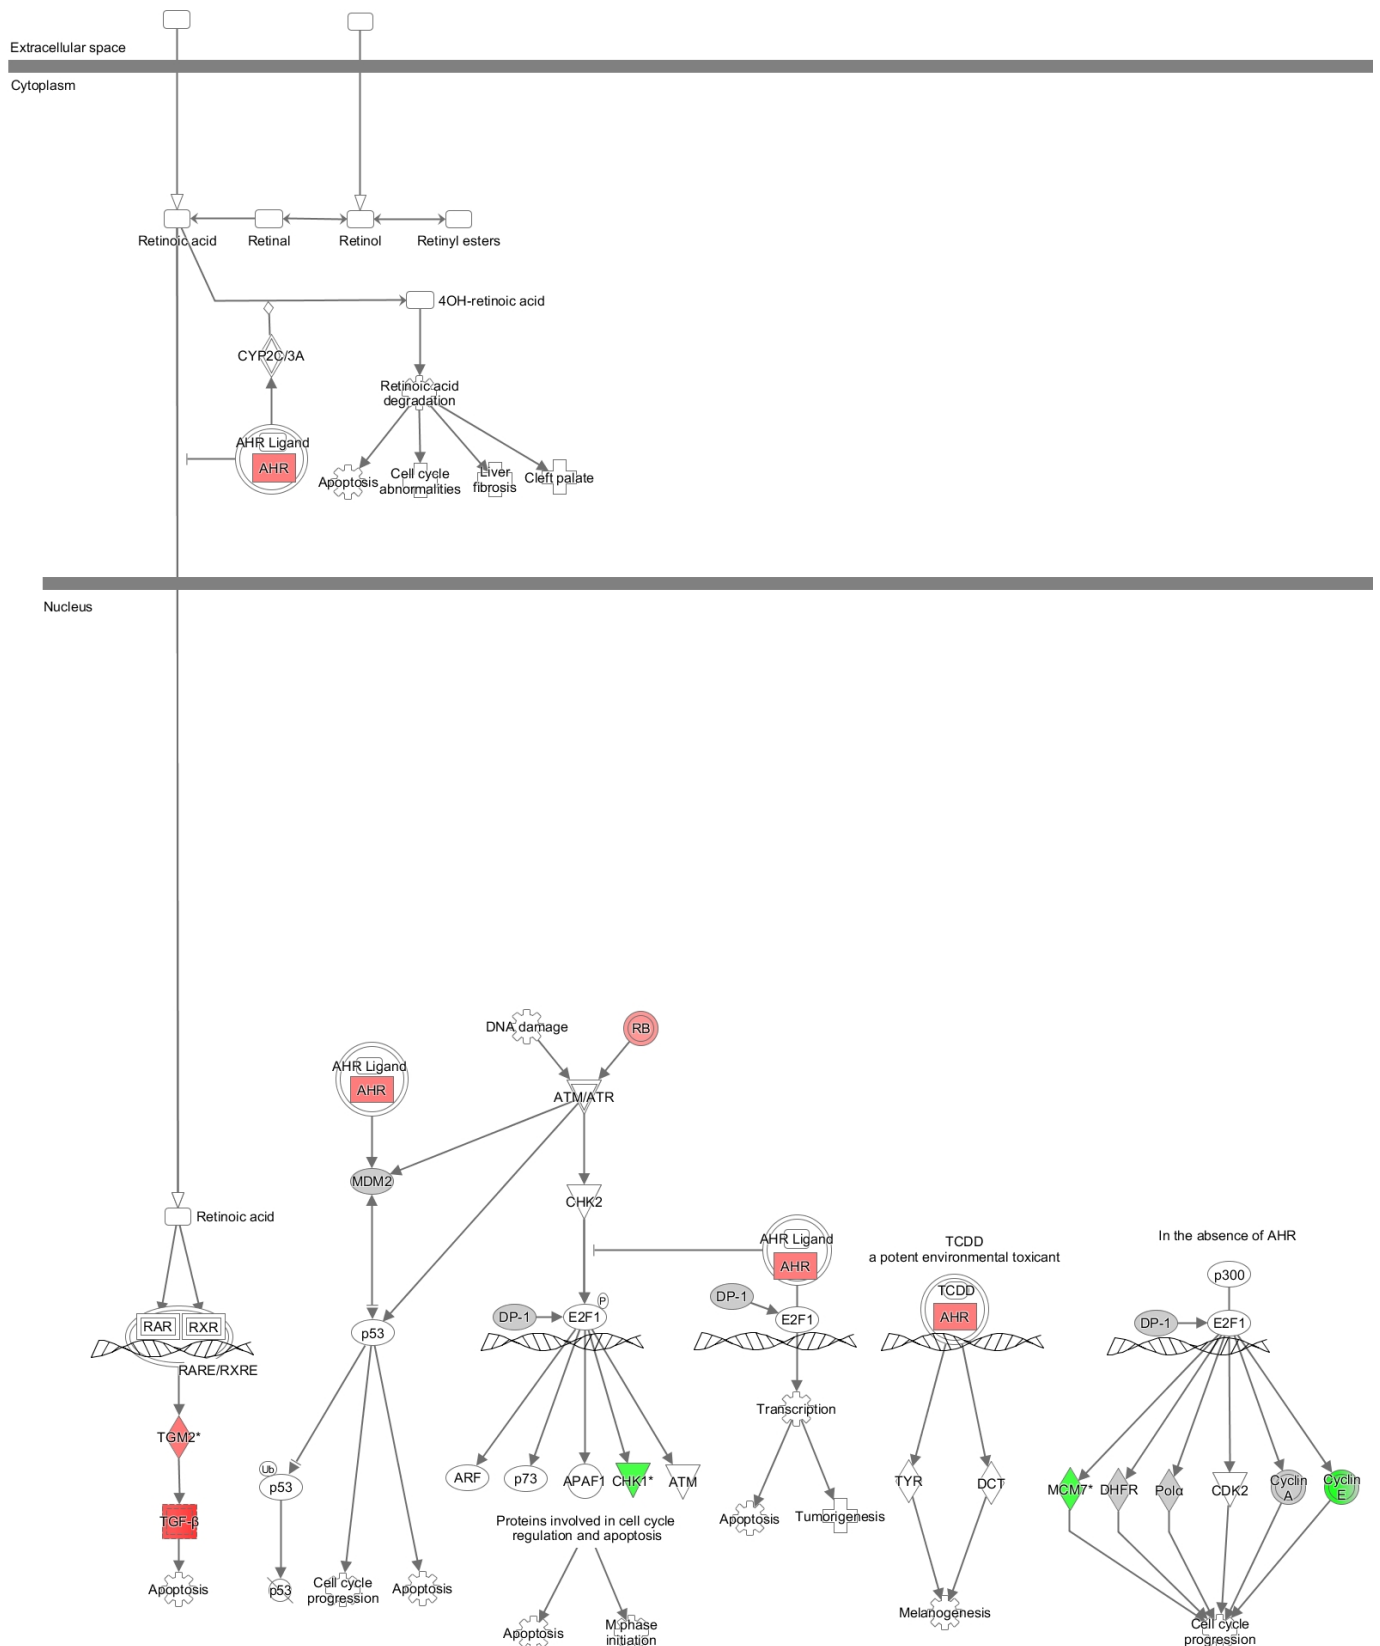 Extracellular space
Cytoplasm
Retinoic acid
Retinal
Retinol
Retinyl esters
4OH-retinoic acid
CYP2C/3A
Retinoic acid
degradation
AHR Ligand
AHR
Apoptosis
Cell cycle
abnormalities
Liver
fibrosis
Cleft palate
Nucleus
DNA damage
RB
AHR Ligand
AHR
ATM/ATR
MDM2
CHK2
Retinoic acid
AHR Ligand
AHR
TCDD
a potent environmental toxicant
In the absence of AHR
p300
DP-1
TCDD
AHR
P
DP-1
E2F1
E2F1
DP-1
E2F1
RAR
RXR
p53
RARE/RXRE
Transcription
TGM2*
Ub
p53
ARF
p73
APAF1
CHK1*
ATM
TYR
DCT
MCM7*
DHFR
Polα
CDK2
Cyclin
A
Cyclin
E
TGF-β
Proteins involved in cell cycle
regulation and apoptosis
Apoptosis
Tumorigenesis
Apoptosis
p53
Cell cycle
progression
Apoptosis
Melanogenesis
Apoptosis
M phase
initiation
Cell cycle
progression